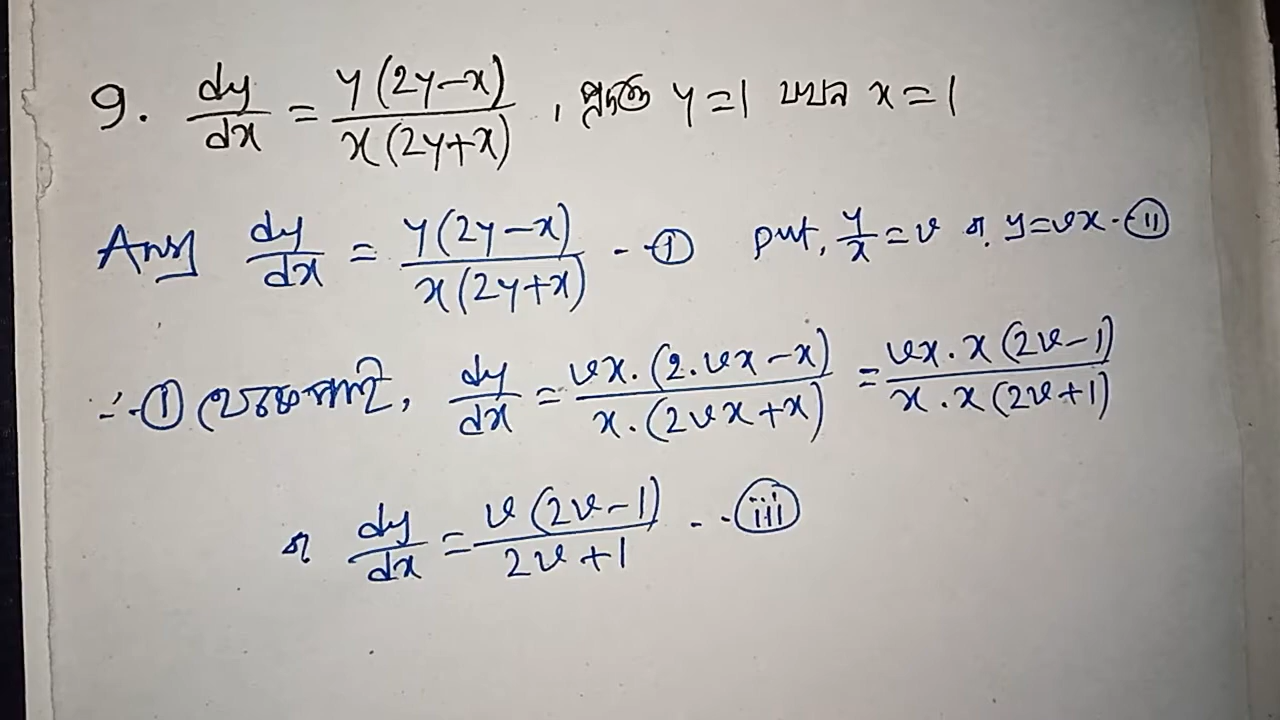 9. dy/dx = y(2y-x)/x(2y+x), প্রদত্ত y=1 যখন x=1
Ans dy/dx = y(2y-x)/x(2y+x) -(i) put, y/x=v বা, y=vx -(ii)
∴ (i) থেকে পাই, dy/dx = vx.(2.vx-x)/x.(2vx+x) = vx.x(2v-1)/x.x(2v+1)
বা dy/dx = v(2v-1)/2v+1 - - (iii)